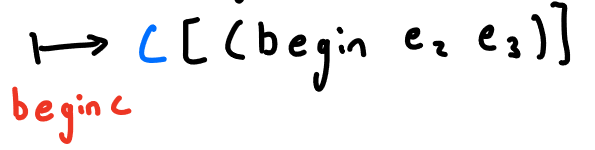 ↦ C[(begin e₂ e₃)]
beginc